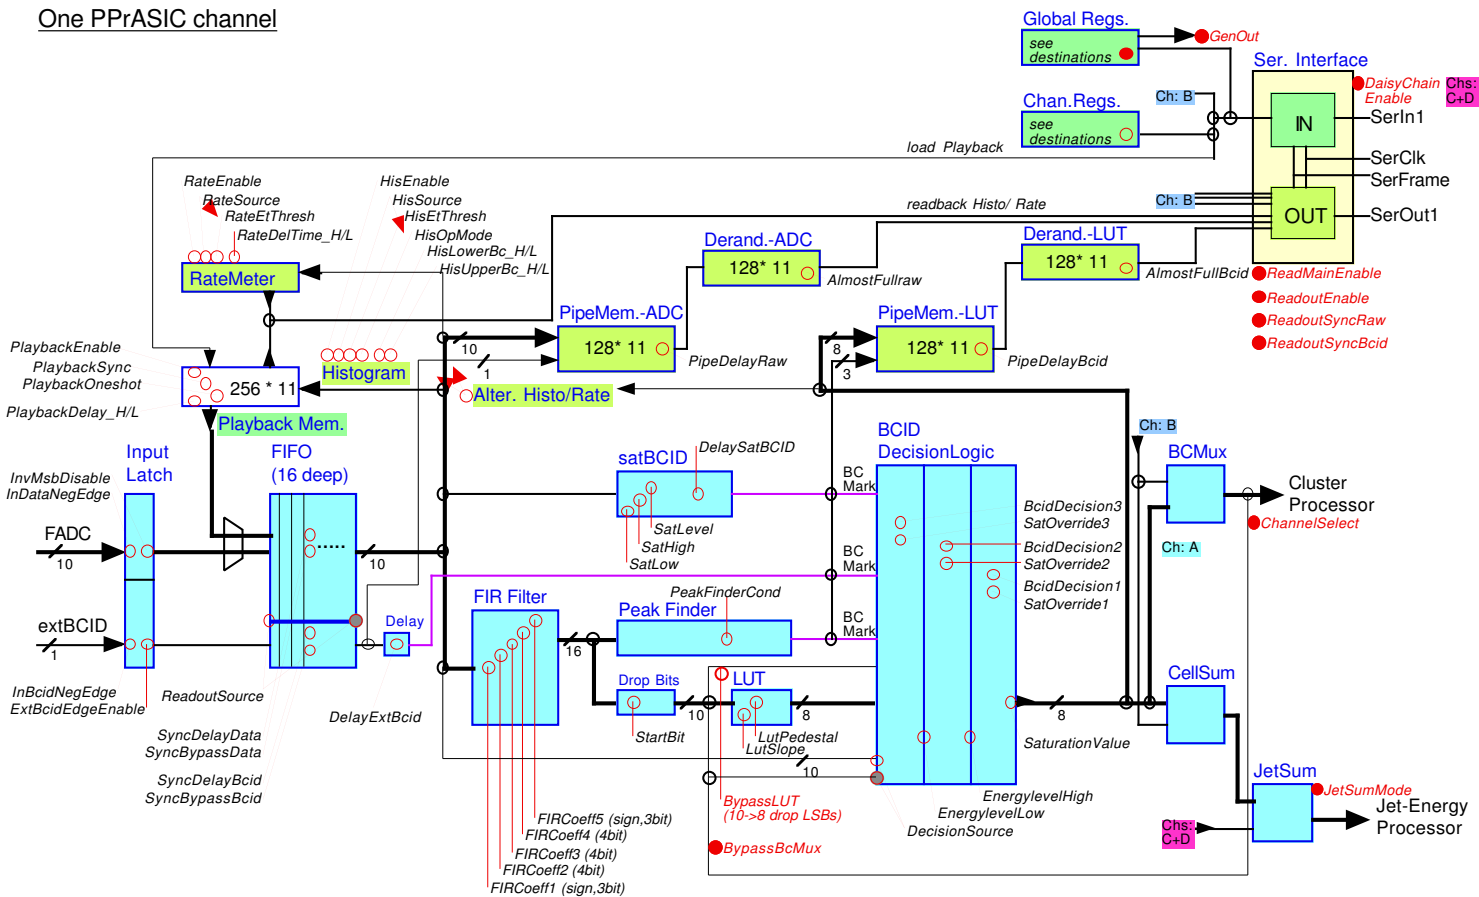 One PPrASIC channel
Global Regs.
see
destinations
GenOut
Ser. Interface
DaisyChain
Enable
Chs:
C+D
Ch: B
Chan.Regs.
see
destinations
IN
SerIn1
load Playback
SerClk
SerFrame
Ch: B
readback Histo/ Rate
OUT
SerOut1
RateEnable
RateSource
RateEtThresh
RateDelTime_H/L
HisEnable
HisSource
HisEtThresh
HisOpMode
HisLowerBc_H/L
HisUpperBc_H/L
Derand.-ADC
128* 11
AlmostFullraw
Derand.-LUT
128* 11
AlmostFullBcid
ReadMainEnable
ReadoutEnable
ReadoutSyncRaw
ReadoutSyncBcid
RateMeter
PipeMem.-ADC
10
128* 11
1
PipeDelayRaw
PipeMem.-LUT
8
128* 11
3
PipeDelayBcid
PlaybackEnable
PlaybackSync
PlaybackOneshot
PlaybackDelay_H/L
256 * 11
Histogram
Alter. Histo/Rate
Playback Mem.
Input
Latch
FIFO
(16 deep)
InvMsbDisable
InDataNegEdge
FADC
10
.....
10
extBCID
1
Delay
InBcidNegEdge
ExtBcidEdgeEnable
ReadoutSource
DelayExtBcid
SyncDelayData
SyncBypassData
SyncDelayBcid
SyncBypassBcid
satBCID
DelaySatBCID
SatLevel
SatHigh
SatLow
BC
Mark
BC
Mark
BC
Mark
FIR Filter
16
Peak Finder
PeakFinderCond
Drop Bits
StartBit
10
LUT
8
LutPedestal
LutSlope
10
FIRCoeff5 (sign,3bit)
FIRCoeff4 (4bit)
FIRCoeff3 (4bit)
FIRCoeff2 (4bit)
FIRCoeff1 (sign,3bit)
BypassLUT
(10->8 drop LSBs)
BypassBcMux
BCID
DecisionLogic
BcidDecision3
SatOverride3
BcidDecision2
SatOverride2
BcidDecision1
SatOverride1
8
SaturationValue
EnergylevelHigh
EnergylevelLow
DecisionSource
Ch: B
BCMux
Cluster
Processor
ChannelSelect
Ch: A
CellSum
JetSum
JetSumMode
Jet-Energy
Processor
Chs:
C+D